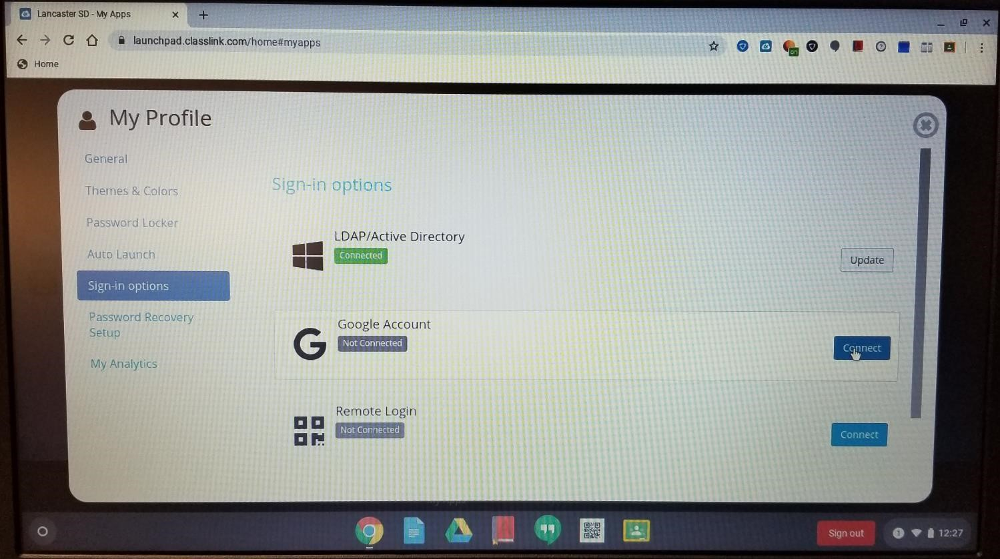 Lancaster SD - My Apps
launchpad.classlink.com/home#myapps
on
Home
My Profile
General
Themes & Colors
Password Locker
Auto Launch
Sign-in options
Password Recovery
Setup
My Analytics
Sign-in options
LDAP/Active Directory
Connected
Update
Google Account
Not Connected
Connect
Remote Login
Not Connected
Connect
Sign out
1
12:27